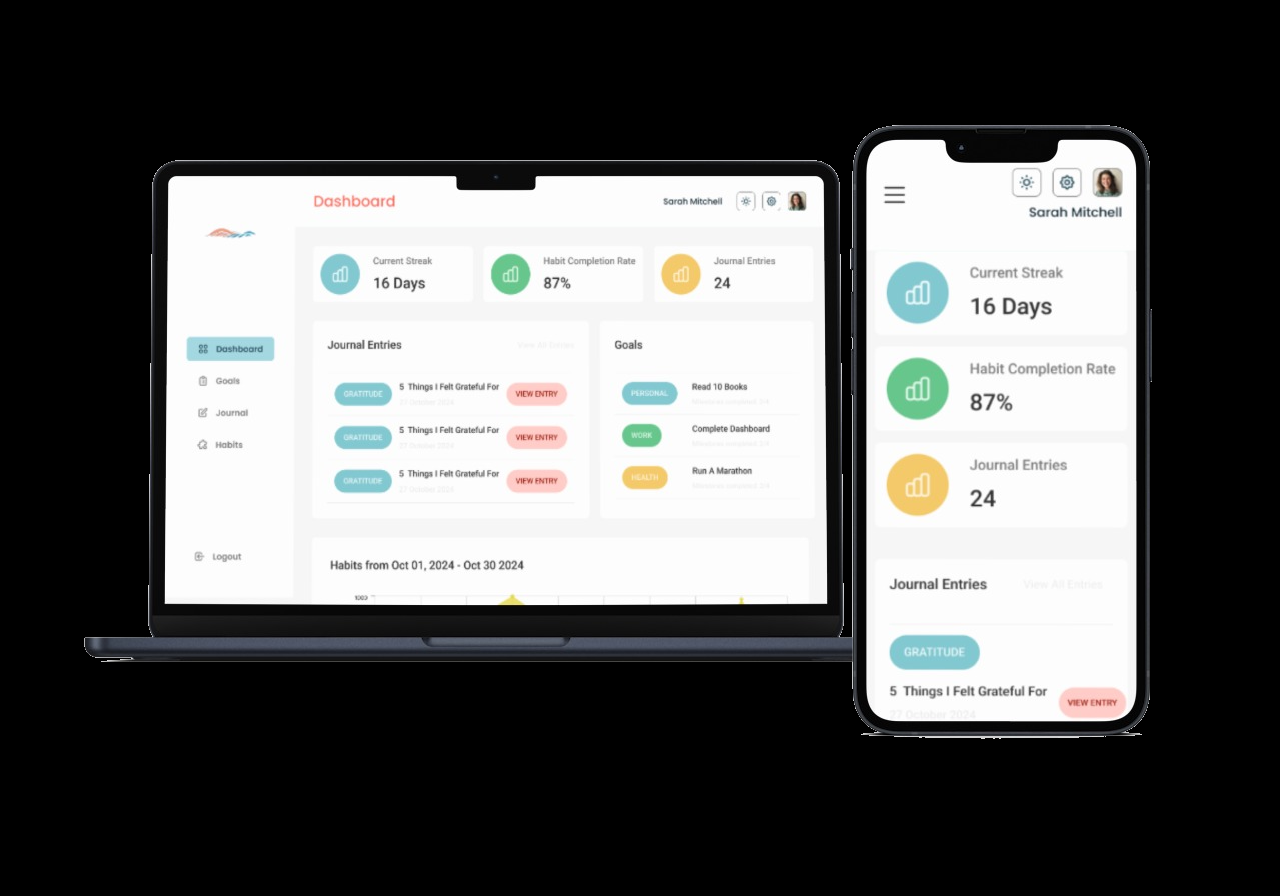 Dashboard
Sarah Mitchell
Current Streak
16 Days
Habit Completion Rate
87%
Journal Entries
24
Dashboard
Goals
Journal
Habits
Logout
Journal Entries
View All Entries
GRATITUDE
5 Things I Felt Grateful For
27 October 2024
VIEW ENTRY
GRATITUDE
5 Things I Felt Grateful For
27 October 2024
VIEW ENTRY
GRATITUDE
5 Things I Felt Grateful For
27 October 2024
VIEW ENTRY
Goals
PERSONAL
Read 10 Books
WORK
Complete Dashboard
HEALTH
Run A Marathon
Habits from Oct 01, 2024 - Oct 30 2024
Sarah Mitchell
Current Streak
16 Days
Habit Completion Rate
87%
Journal Entries
24
Journal Entries
View All Entries
GRATITUDE
5 Things I Felt Grateful For
27 October 2024
VIEW ENTRY